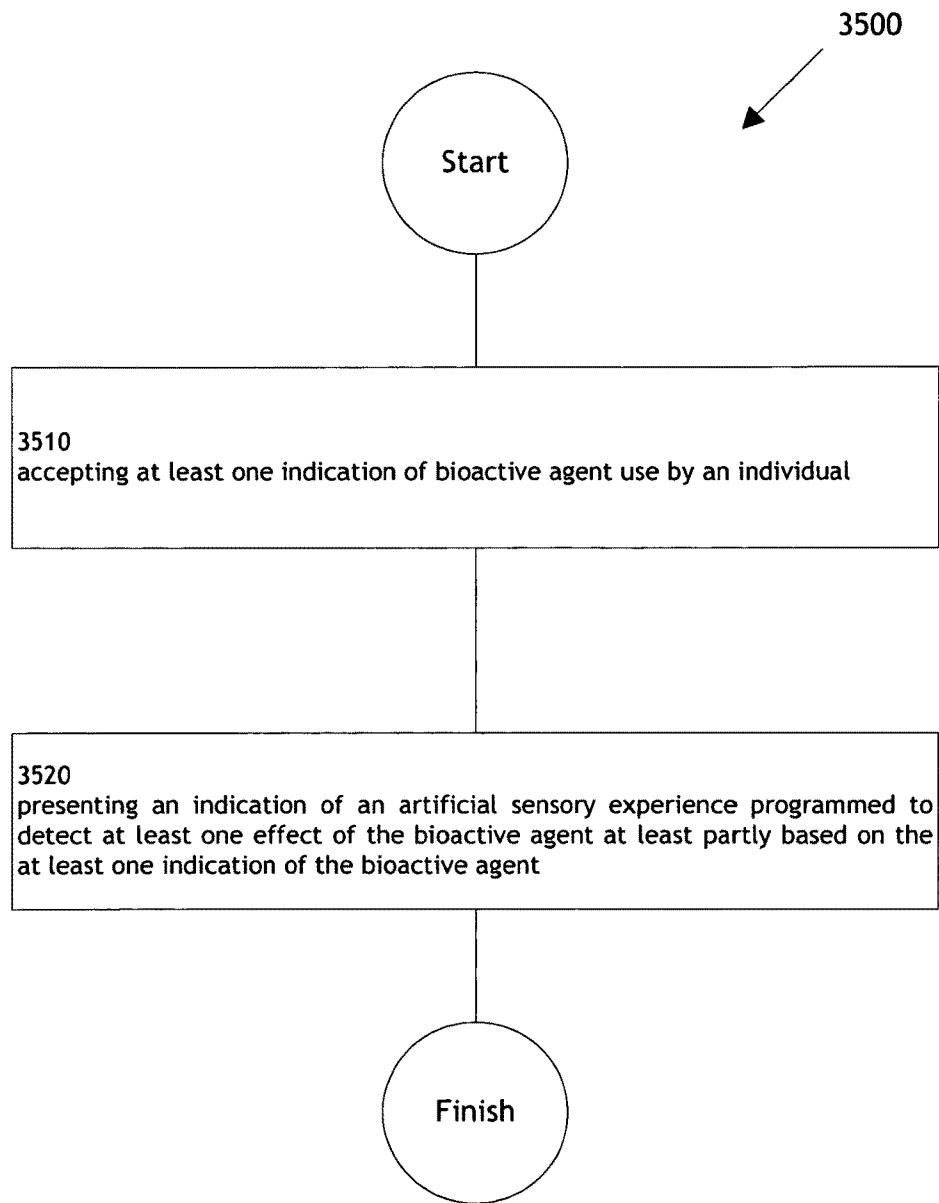 3500
Start
3510
accepting at least one indication of bioactive agent use by an individual
3520
presenting an indication of an artificial sensory experience programmed to
detect at least one effect of the bioactive agent at least partly based on the
at least one indication of the bioactive agent
Finish